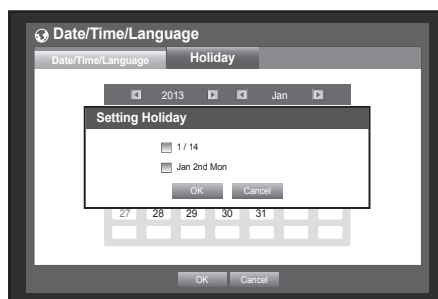 Date/Time/Language
Date/Time/Language Holiday
2013 Jan
Setting Holiday
1 / 14
Jan 2nd Mon
OK Cancel
27 28 29 30 31
OK Cancel